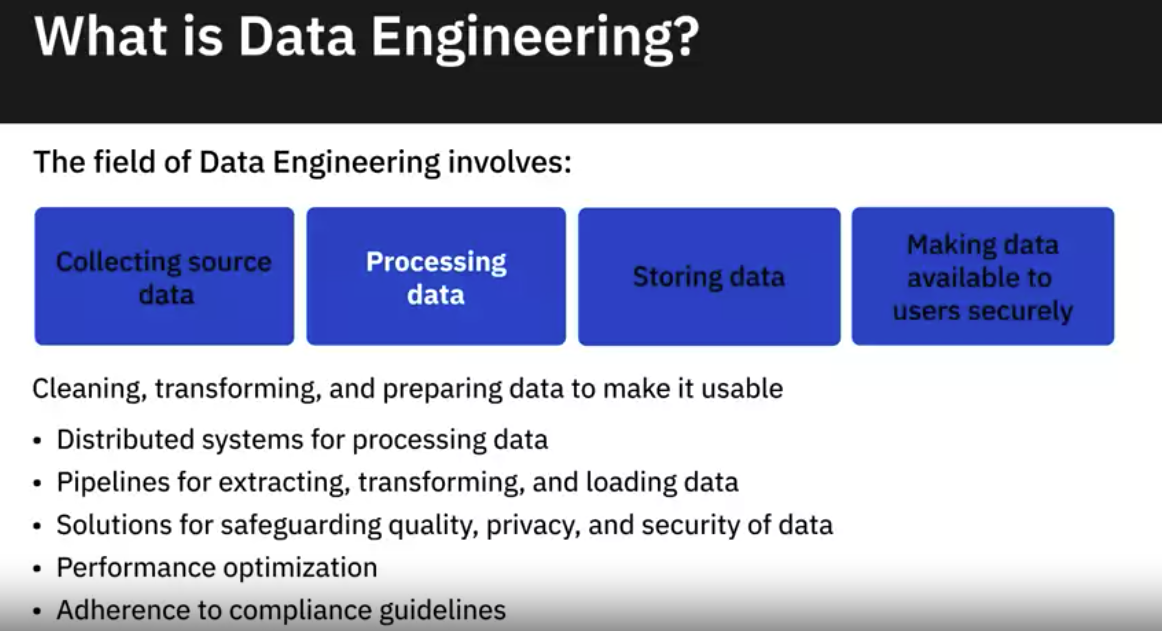 What is Data Engineering?
The field of Data Engineering involves:
Collecting source
data
Processing
data
Storing data
Making data
available to
users securely
Cleaning, transforming, and preparing data to make it usable
• Distributed systems for processing data
• Pipelines for extracting, transforming, and loading data
• Solutions for safeguarding quality, privacy, and security of data
• Performance optimization
• Adherence to compliance guidelines